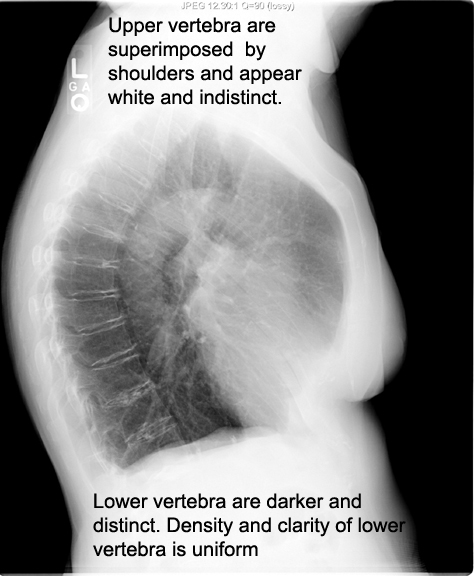 JPEG 12:30:1 Q=90 (lossy)
Upper vertebra are
superimposed  by
shoulders and appear
white and indistinct.
L
G A
O
Lower vertebra are darker and
distinct. Density and clarity of lower
vertebra is uniform